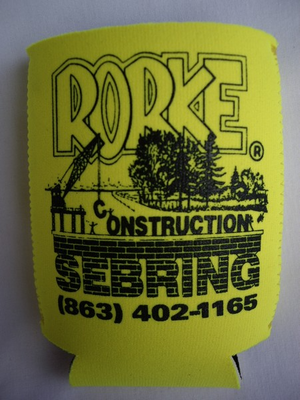 RORKE®
CONSTRUCTION
SEBRING
(863) 402-1165